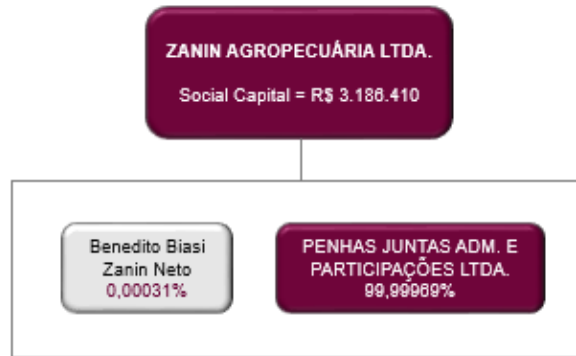 ZANIN AGROPECUÁRIA LTDA.
Social Capital = R$ 3.186.410
Benedito Biasi
Zanin Neto
0,00031%
PENHAS JUNTAS ADM. E
PARTICIPAÇÕES LTDA.
99,99969%